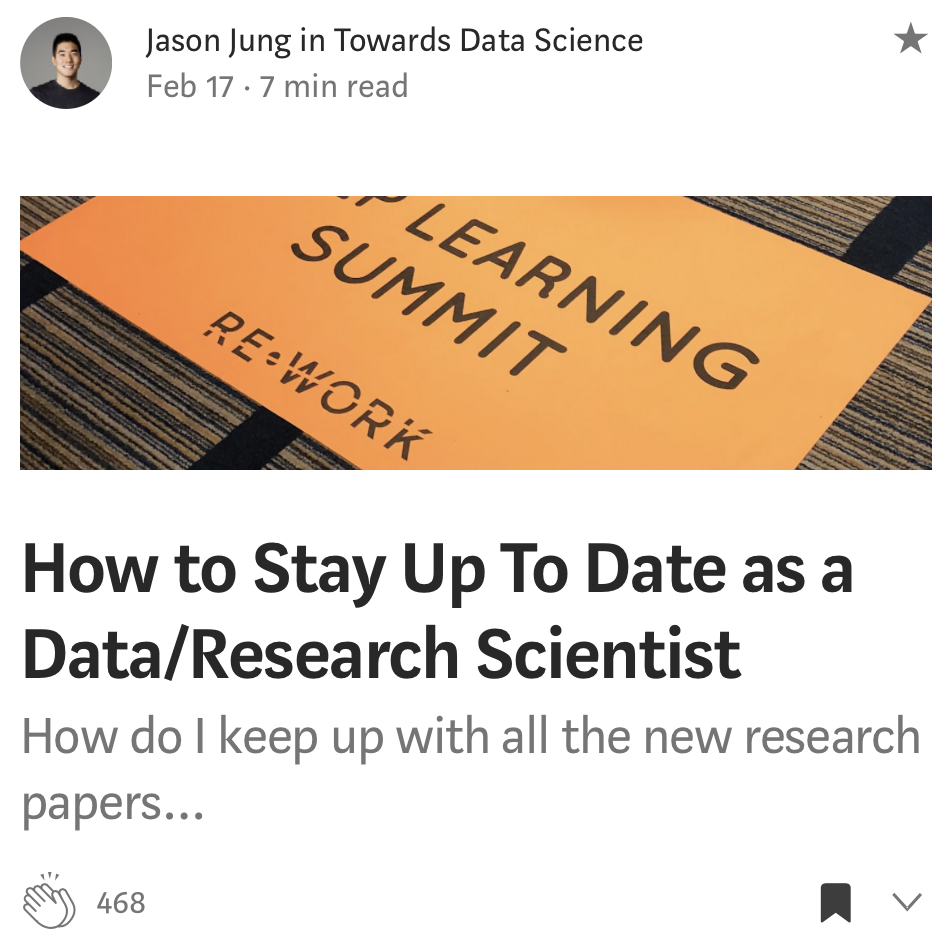 Jason Jung in Towards Data Science
Feb 17 · 7 min read
LEARNING
SUMMIT
RE•WORK
How to Stay Up To Date as a
Data/Research Scientist
How do I keep up with all the new research
papers...
468